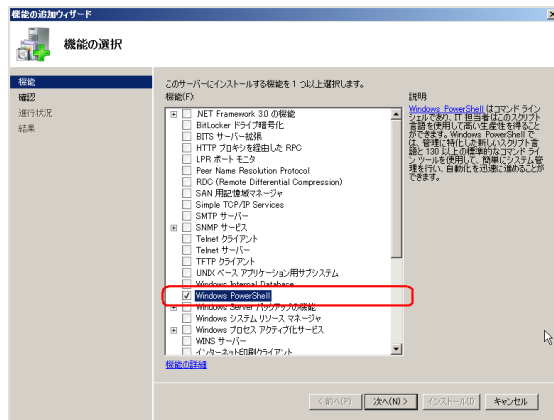 機能の追加ウィザード
機能の選択
機能
確認
進行状況
結果
このサーバーにインストールする機能を 1 つ以上選択します。
機能(F):
.NET Framework 3.0 の機能
BitLocker ドライブ暗号化
BITS サーバー拡張
HTTP プロキシを経由した RPC
LPR ポート モニタ
Peer Name Resolution Protocol
RDC (Remote Differential Compression)
SAN 用記憶域マネージャ
Simple TCP/IP Services
SMTP サーバー
SNMP サービス
Telnet クライアント
Telnet サーバー
TFTP クライアント
UNIX ベース アプリケーション用サブシステム
Windows Internal Database
Windows PowerShell
Windows Server バックアップの機能
Windows システム リソース マネージャ
Windows プロセス アクティブ化サービス
WINS サーバー
インターネット印刷クライアント
機能の詳細
説明
Windows PowerShell はコマンド ライン
シェルであり、IT 担当者はこのスクリプト
言語を使用して高い生産性を得ること
ができます。Windows PowerShell で
は、管理に特化した新しいスクリプト言
語と 130 以上の標準的なコマンド ライ
ン ツールを使用して、簡単にシステム管
理を行い、自動化を迅速に進めることが
できます。
< 前へ(P)
次へ(N) >
インストール(I)
キャンセル